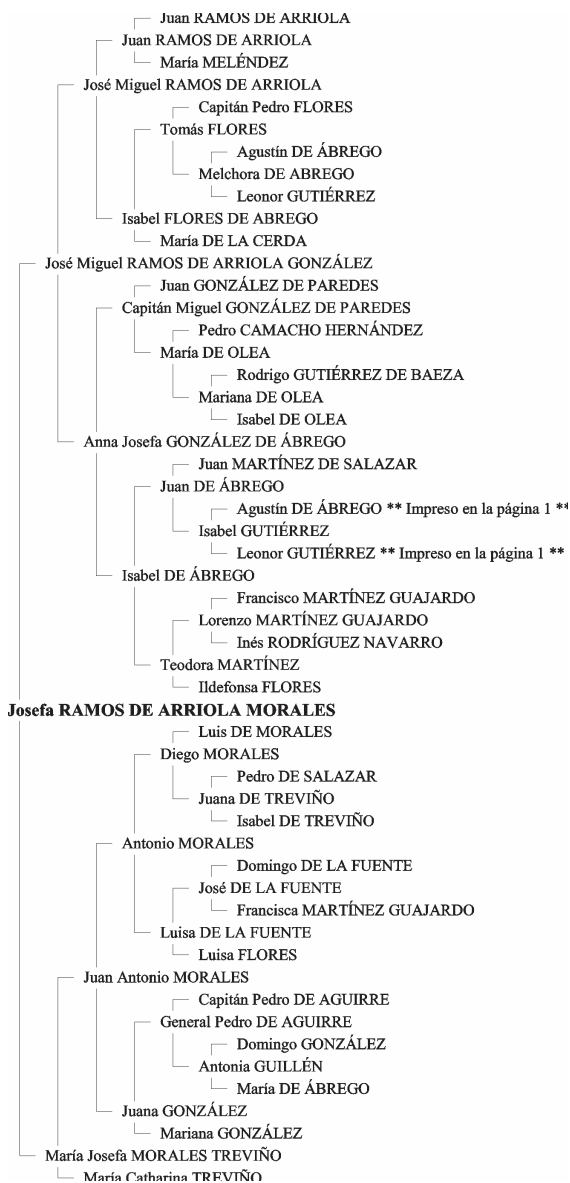 Juan RAMOS DE ARRIOLA
Juan RAMOS DE ARRIOLA
María MELÉNDEZ
José Miguel RAMOS DE ARRIOLA
Capitán Pedro FLORES
Tomás FLORES
Agustín DE ÁBREGO
Melchora DE ABREGO
Leonor GUTIÉRREZ
Isabel FLORES DE ABREGO
María DE LA CERDA
José Miguel RAMOS DE ARRIOLA GONZÁLEZ
Juan GONZÁLEZ DE PAREDES
Capitán Miguel GONZÁLEZ DE PAREDES
Pedro CAMACHO HERNÁNDEZ
María DE OLEA
Rodrigo GUTIÉRREZ DE BAEZA
Mariana DE OLEA
Isabel DE OLEA
Anna Josefa GONZÁLEZ DE ÁBREGO
Juan MARTÍNEZ DE SALAZAR
Juan DE ÁBREGO
Agustín DE ÁBREGO ** Impreso en la página 1 **
Isabel GUTIÉRREZ
Leonor GUTIÉRREZ ** Impreso en la página 1 **
Isabel DE ÁBREGO
Francisco MARTÍNEZ GUAJARDO
Lorenzo MARTÍNEZ GUAJARDO
Inés RODRÍGUEZ NAVARRO
Teodora MARTÍNEZ
Ildefonsa FLORES
Josefa RAMOS DE ARRIOLA MORALES
Luis DE MORALES
Diego MORALES
Pedro DE SALAZAR
Juana DE TREVIÑO
Isabel DE TREVIÑO
Antonio MORALES
Domingo DE LA FUENTE
José DE LA FUENTE
Francisca MARTÍNEZ GUAJARDO
Luisa DE LA FUENTE
Luisa FLORES
Juan Antonio MORALES
Capitán Pedro DE AGUIRRE
General Pedro DE AGUIRRE
Domingo GONZÁLEZ
Antonia GUILLÉN
María DE ÁBREGO
Juana GONZÁLEZ
Mariana GONZÁLEZ
María Josefa MORALES TREVIÑO
María Catharina TREVIÑO